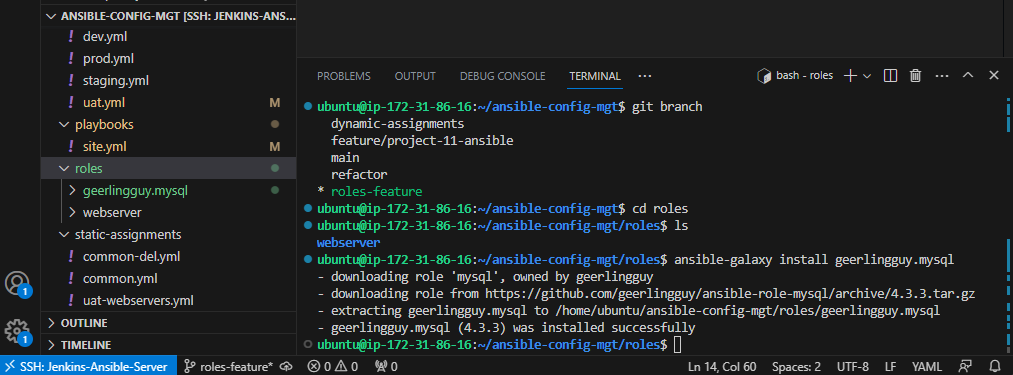 ANSIBLE-CONFIG-MGT [SSH: JENKINS-ANS...
! dev.yml
! prod.yml
! staging.yml
! uat.yml M
playbooks
! site.yml M
roles
geerlingguy.mysql
webserver
static-assignments
! common-del.yml
! common.yml
! uat-webservers.yml
OUTLINE
TIMELINE
1
1
PROBLEMS OUTPUT DEBUG CONSOLE TERMINAL ...
bash - roles
ubuntu@ip-172-31-86-16:~/ansible-config-mgt$ git branch
dynamic-assignments
feature/project-11-ansible
main
refactor
* roles-feature
ubuntu@ip-172-31-86-16:~/ansible-config-mgt$ cd roles
ubuntu@ip-172-31-86-16:~/ansible-config-mgt/roles$ ls
webserver
ubuntu@ip-172-31-86-16:~/ansible-config-mgt/roles$ ansible-galaxy install geerlingguy.mysql
- downloading role 'mysql', owned by geerlingguy
- downloading role from https://github.com/geerlingguy/ansible-role-mysql/archive/4.3.3.tar.gz
- extracting geerlingguy.mysql to /home/ubuntu/ansible-config-mgt/roles/geerlingguy.mysql
- geerlingguy.mysql (4.3.3) was installed successfully
ubuntu@ip-172-31-86-16:~/ansible-config-mgt/roles$
SSH: Jenkins-Ansible-Server roles-feature* 0 0 0 Ln 14, Col 60 Spaces: 2 UTF-8 LF YAML